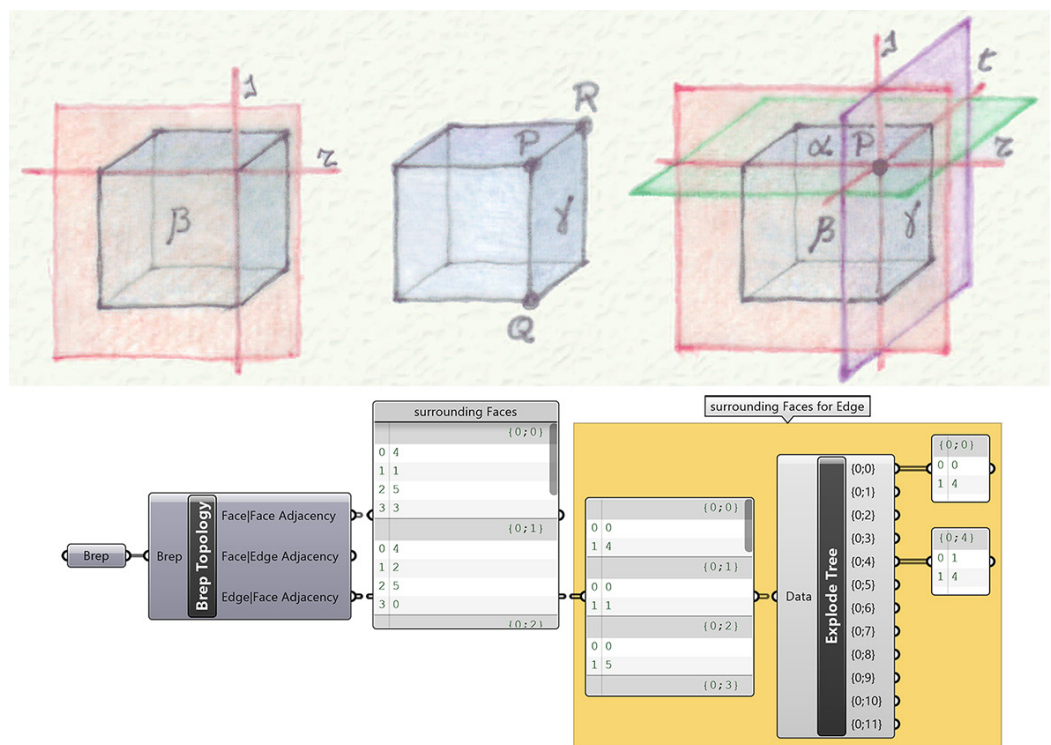 s
r
β
R
P
γ
Q
s
t
α P
r
β
γ
surrounding Faces
{0;0}
0 4
1 1
2 5
3 3
{0;1}
0 4
1 2
2 5
3 0
{0;2}
Brep
Brep
Brep Topology
Face|Face Adjacency
Face|Edge Adjacency
Edge|Face Adjacency
surrounding Faces for Edge
{0;0}
0 0
1 4
{0;1}
0 0
1 1
{0;2}
0 0
1 5
{0;3}
Data
Explode Tree
{0;0}
{0;1}
{0;2}
{0;3}
{0;4}
{0;5}
{0;6}
{0;7}
{0;8}
{0;9}
{0;10}
{0;11}
{0;0}
0 0
1 4
{0;4}
0 1
1 4